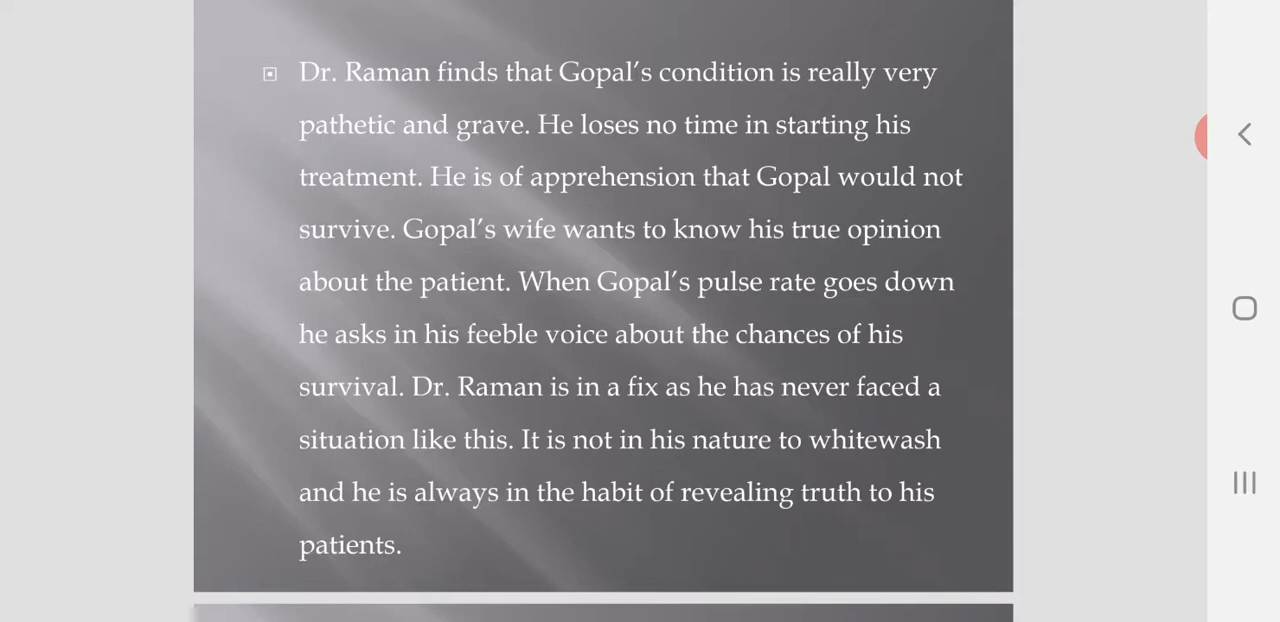 Dr. Raman finds that Gopal's condition is really very
pathetic and grave. He loses no time in starting his
treatment. He is of apprehension that Gopal would not
survive. Gopal's wife wants to know his true opinion
about the patient. When Gopal's pulse rate goes down
he asks in his feeble voice about the chances of his
survival. Dr. Raman is in a fix as he has never faced a
situation like this. It is not in his nature to whitewash
and he is always in the habit of revealing truth to his
patients.